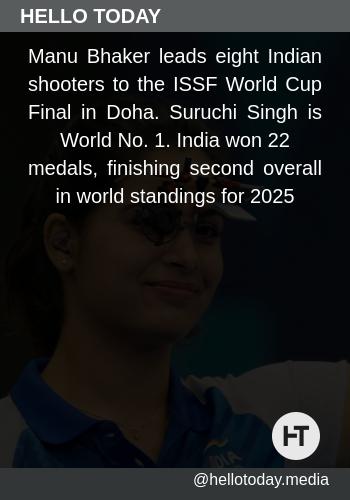 HELLO TODAY
Manu Bhaker leads eight Indian
shooters to the ISSF World Cup
Final in Doha. Suruchi Singh is
World No. 1. India won 22
medals, finishing second overall
in world standings for 2025
HT
@hellotoday.media